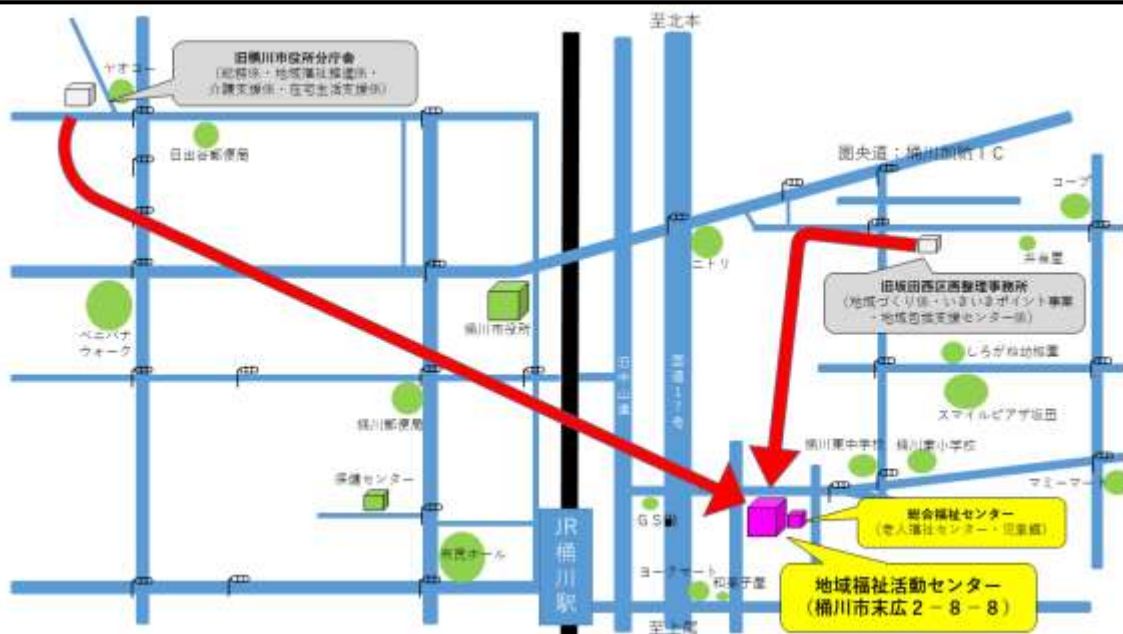 至北本
旧桶川市役所分庁舎
(総務係・地域福祉推進係・
介護支援係・在宅生活支援係)
ヤオコー
日出谷郵便局
圏央道：桶川加納ＩＣ
コープ
ニトリ
旧坂田西区画整理事務所
(地域づくり係・いきいきポイント事業
・地域包括支援センター係)
桶川市役所
ベニバナ
ウォーク
旧中山道
国道１７号
しろがね幼稚園
スマイルピアザ坂田
桶川郵便局
桶川東中学校
桶川東小学校
マミーマート
保健センター
ＧＳ
総合福祉センター
(老人福祉センター・児童館)
市民ホール
JR桶川駅
ヨークマート
和菓子屋
地域福祉活動センター
(桶川市末広２－８－８)
至上尾